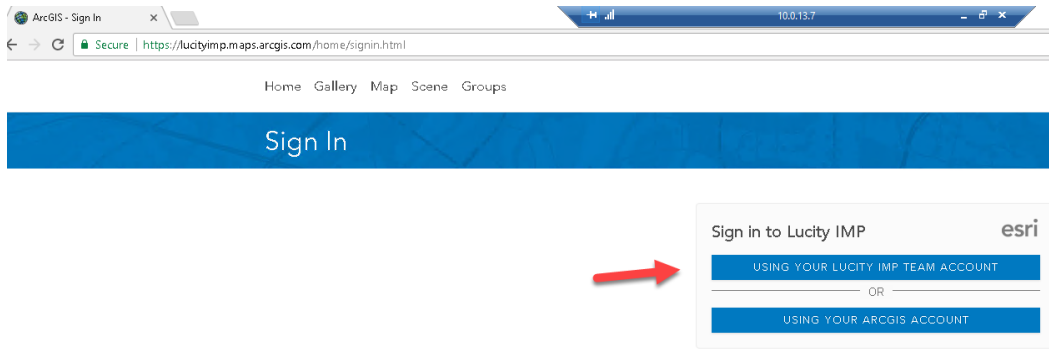 ArcGIS - Sign In
10.0.13.7
Secure https://lucityimp.maps.arcgis.com/home/signin.html
Home Gallery Map Scene Groups
Sign In
Sign in to Lucity IMP
esri
USING YOUR LUCITY IMP TEAM ACCOUNT
OR
USING YOUR ARCGIS ACCOUNT